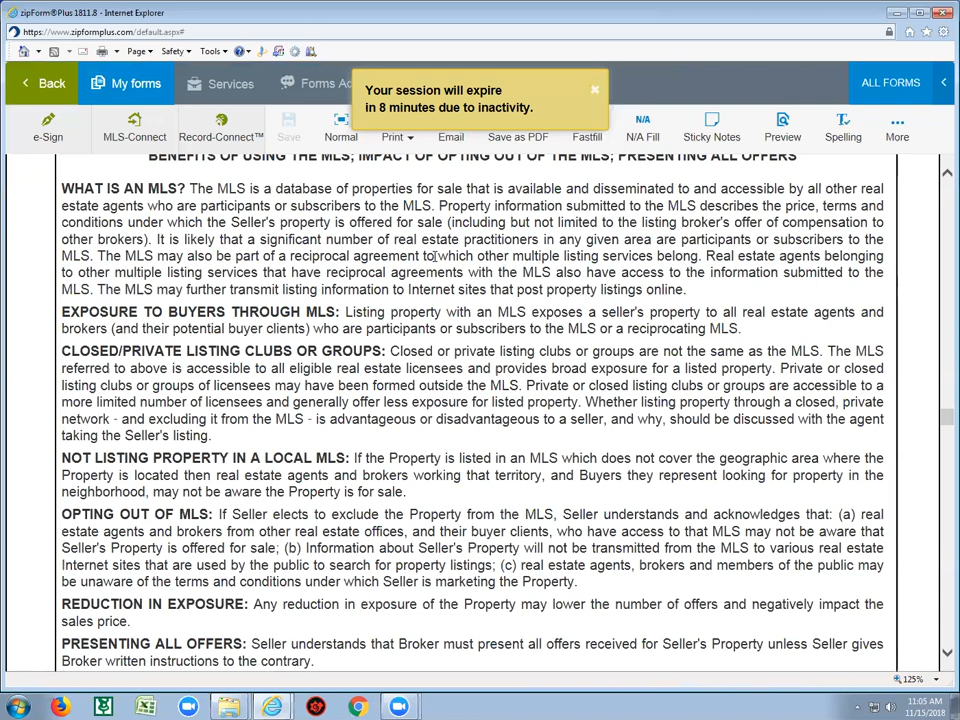 zipForm®Plus 1811.8 - Internet Explorer
https://www.zipformplus.com/default.aspx#
Page Safety Tools
Back My forms Services Forms Ad ALL FORMS
Your session will expire
in 8 minutes due to inactivity.
e-Sign MLS-Connect Record-Connect™ Save Normal Print Email Save as PDF Fastfill N/A Fill Sticky Notes Preview Spelling More
BENEFITS OF USING THE MLS; IMPACT OF OPTING OUT OF THE MLS; PRESENTING ALL OFFERS
WHAT IS AN MLS? The MLS is a database of properties for sale that is available and disseminated to and accessible by all other real
estate agents who are participants or subscribers to the MLS. Property information submitted to the MLS describes the price, terms and
conditions under which the Seller's property is offered for sale (including but not limited to the listing broker's offer of compensation to
other brokers). It is likely that a significant number of real estate practitioners in any given area are participants or subscribers to the
MLS. The MLS may also be part of a reciprocal agreement to which other multiple listing services belong. Real estate agents belonging
to other multiple listing services that have reciprocal agreements with the MLS also have access to the information submitted to the
MLS. The MLS may further transmit listing information to Internet sites that post property listings online.
EXPOSURE TO BUYERS THROUGH MLS: Listing property with an MLS exposes a seller's property to all real estate agents and
brokers (and their potential buyer clients) who are participants or subscribers to the MLS or a reciprocating MLS.
CLOSED/PRIVATE LISTING CLUBS OR GROUPS: Closed or private listing clubs or groups are not the same as the MLS. The MLS
referred to above is accessible to all eligible real estate licensees and provides broad exposure for a listed property. Private or closed
listing clubs or groups of licensees may have been formed outside the MLS. Private or closed listing clubs or groups are accessible to a
more limited number of licensees and generally offer less exposure for listed property. Whether listing property through a closed, private
network - and excluding it from the MLS - is advantageous or disadvantageous to a seller, and why, should be discussed with the agent
taking the Seller's listing.
NOT LISTING PROPERTY IN A LOCAL MLS: If the Property is listed in an MLS which does not cover the geographic area where the
Property is located then real estate agents and brokers working that territory, and Buyers they represent looking for property in the
neighborhood, may not be aware the Property is for sale.
OPTING OUT OF MLS: If Seller elects to exclude the Property from the MLS, Seller understands and acknowledges that: (a) real
estate agents and brokers from other real estate offices, and their buyer clients, who have access to that MLS may not be aware that
Seller's Property is offered for sale; (b) Information about Seller's Property will not be transmitted from the MLS to various real estate
Internet sites that are used by the public to search for property listings; (c) real estate agents, brokers and members of the public may
be unaware of the terms and conditions under which Seller is marketing the Property.
REDUCTION IN EXPOSURE: Any reduction in exposure of the Property may lower the number of offers and negatively impact the
sales price.
PRESENTING ALL OFFERS: Seller understands that Broker must present all offers received for Seller's Property unless Seller gives
Broker written instructions to the contrary.
125%
11:05 AM
11/15/2018